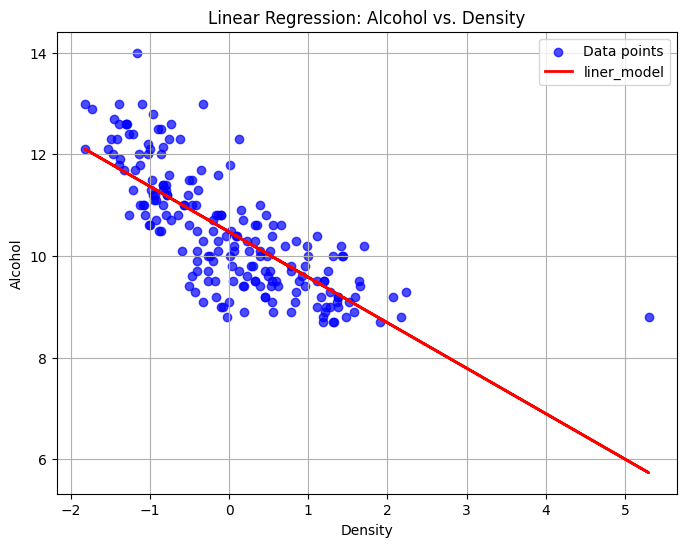 Linear Regression: Alcohol vs. Density
Data points
liner_model
Alcohol
14
12
10
8
6
−2
−1
0
1
2
3
4
5
Density